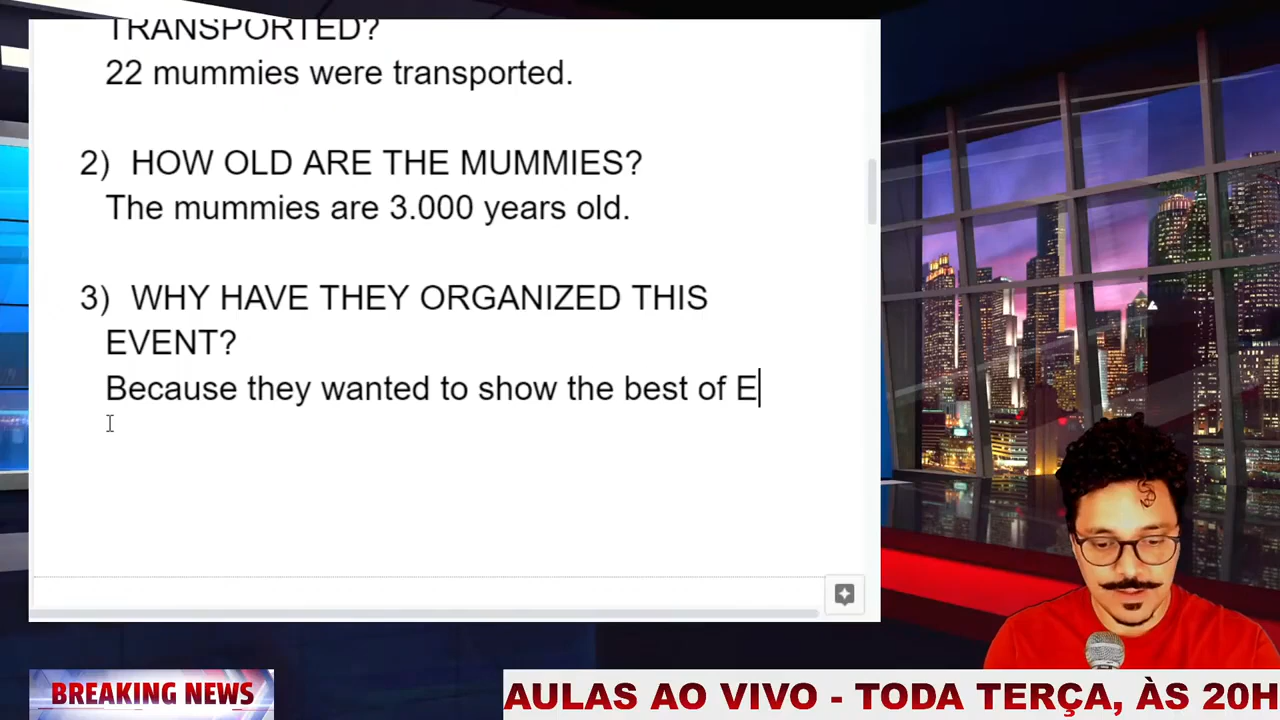 TRANSPORTED?
22 mummies were transported.
2) HOW OLD ARE THE MUMMIES?
The mummies are 3.000 years old.
3) WHY HAVE THEY ORGANIZED THIS
EVENT?
Because they wanted to show the best of E
BREAKING NEWS
AULAS AO VIVO - TODA TERÇA, ÀS 20H